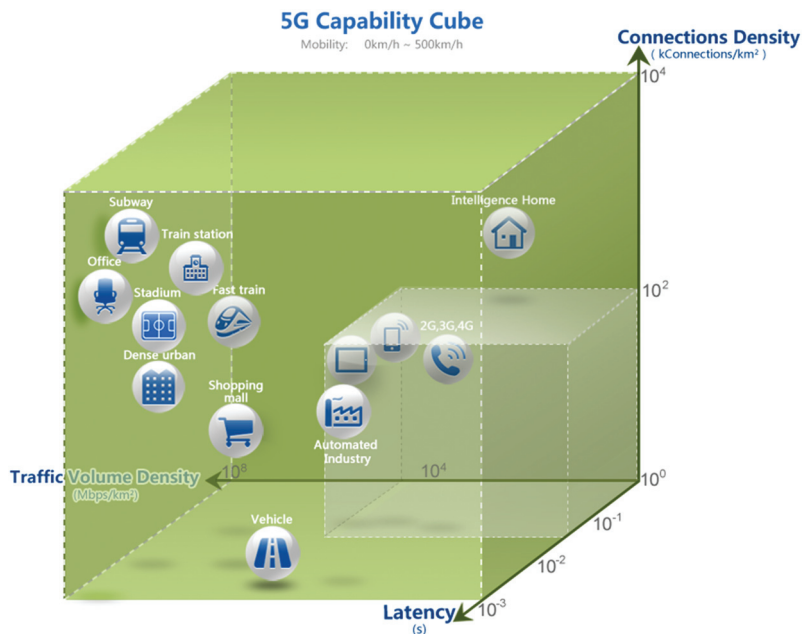 5G Capability Cube
Mobility: 0km/h ~ 500km/h
Connections Density
( kConnections/km² )
10⁴
Subway
Intelligence Home
Train station
Office
Stadium
Fast train
10²
2G,3G,4G
Dense urban
Shopping
mall
Automated
Industry
Traffic Volume Density
(Mbps/km²)
10⁸
10⁴
10⁰
Vehicle
10⁻¹
10⁻²
10⁻³
Latency
(s)